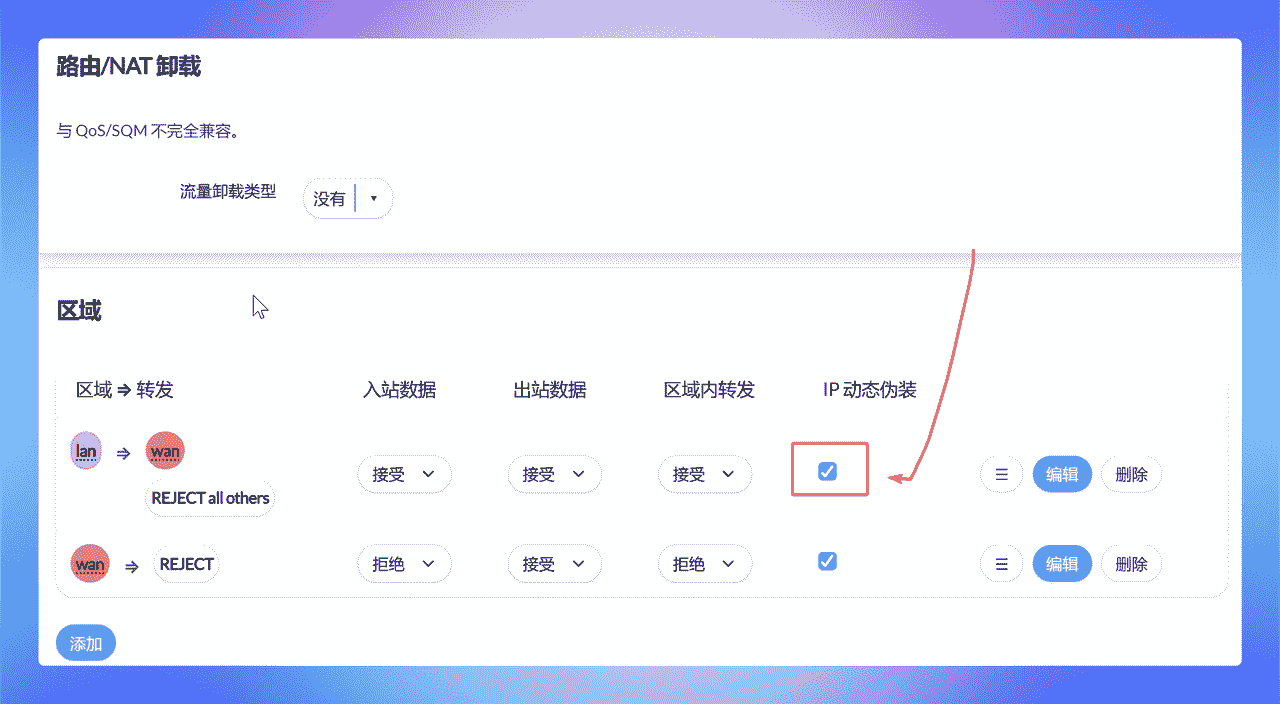 路由/NAT 卸载
与 QoS/SQM 不完全兼容。
流量卸载类型 没有
区域
区域 ⇒ 转发 入站数据 出站数据 区域内转发 IP 动态伪装
lan ⇒ wan
REJECT all others 接受 接受 接受 编辑 删除
wan ⇒ REJECT 拒绝 接受 拒绝 编辑 删除
添加